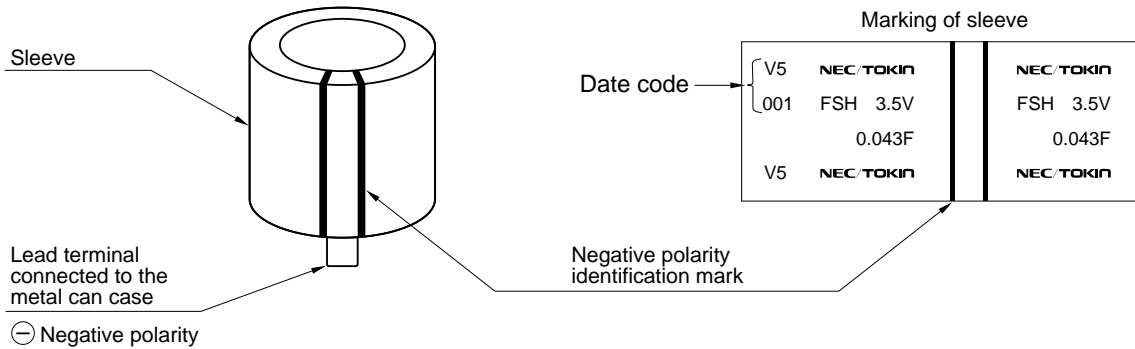 Marking of sleeve
Sleeve
Date code
V5 NEC/TOKIN NEC/TOKIN
001 FSH 3.5V FSH 3.5V
0.043F 0.043F
V5 NEC/TOKIN NEC/TOKIN
Lead terminal
connected to the
metal can case
⊖ Negative polarity
Negative polarity
identification mark